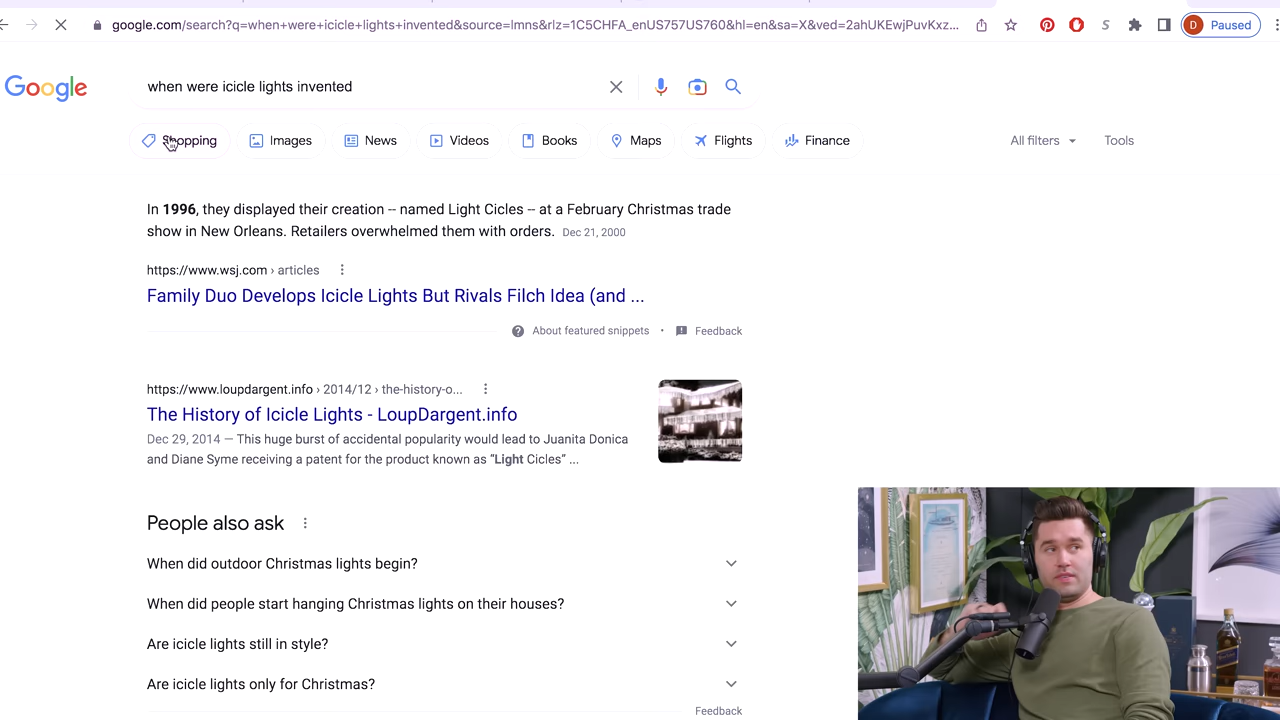 google.com/search?q=when+were+icicle+lights+invented&source=lmns&rlz=1C5CHFA_enUS757US760&hl=en&sa=X&ved=2ahUKEwjPuvKxz...
S
D
Paused
Google
when were icicle lights invented
Shopping
Images
News
Videos
Books
Maps
Flights
Finance
All filters
Tools
In 1996, they displayed their creation -- named Light Cicles -- at a February Christmas trade
show in New Orleans. Retailers overwhelmed them with orders. Dec 21, 2000
https://www.wsj.com › articles
Family Duo Develops Icicle Lights But Rivals Filch Idea (and ...
About featured snippets • Feedback
https://www.loupdargent.info › 2014/12 › the-history-o...
The History of Icicle Lights - LoupDargent.info
Dec 29, 2014 — This huge burst of accidental popularity would lead to Juanita Donica
and Diane Syme receiving a patent for the product known as “Light Cicles” ...
People also ask
When did outdoor Christmas lights begin?
When did people start hanging Christmas lights on their houses?
Are icicle lights still in style?
Are icicle lights only for Christmas?
Feedback